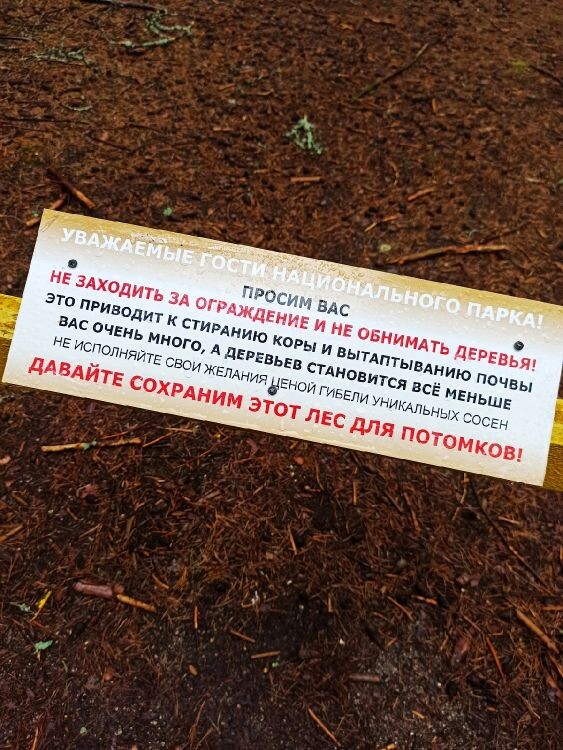 УВАЖАЕМЫЕ ГОСТИ НАЦИОНАЛЬНОГО ПАРКА!
ПРОСИМ ВАС
НЕ ЗАХОДИТЬ ЗА ОГРАЖДЕНИЕ И НЕ ОБНИМАТЬ ДЕРЕВЬЯ!
ЭТО ПРИВОДИТ К СТИРАНИЮ КОРЫ И ВЫТАПТЫВАНИЮ ПОЧВЫ
ВАС ОЧЕНЬ МНОГО, А ДЕРЕВЬЕВ СТАНОВИТСЯ ВСЁ МЕНЬШЕ
НЕ ИСПОЛНЯЙТЕ СВОИ ЖЕЛАНИЯ ЦЕНОЙ ГИБЕЛИ УНИКАЛЬНЫХ СОСЕН
ДАВАЙТЕ СОХРАНИМ ЭТОТ ЛЕС ДЛЯ ПОТОМКОВ!